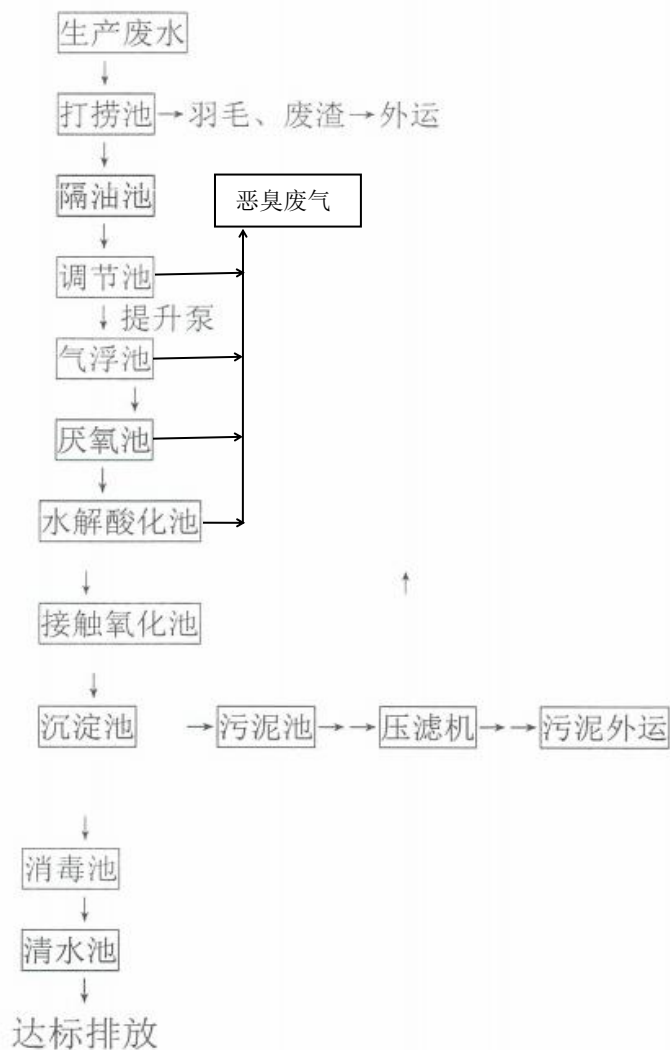 生产废水
打捞池→羽毛、废渣→外运
隔油池
恶臭废气
调节池
提升泵
气浮池
厌氧池
水解酸化池
接触氧化池
沉淀池→污泥池→→压滤机→→污泥外运
消毒池
清水池
达标排放